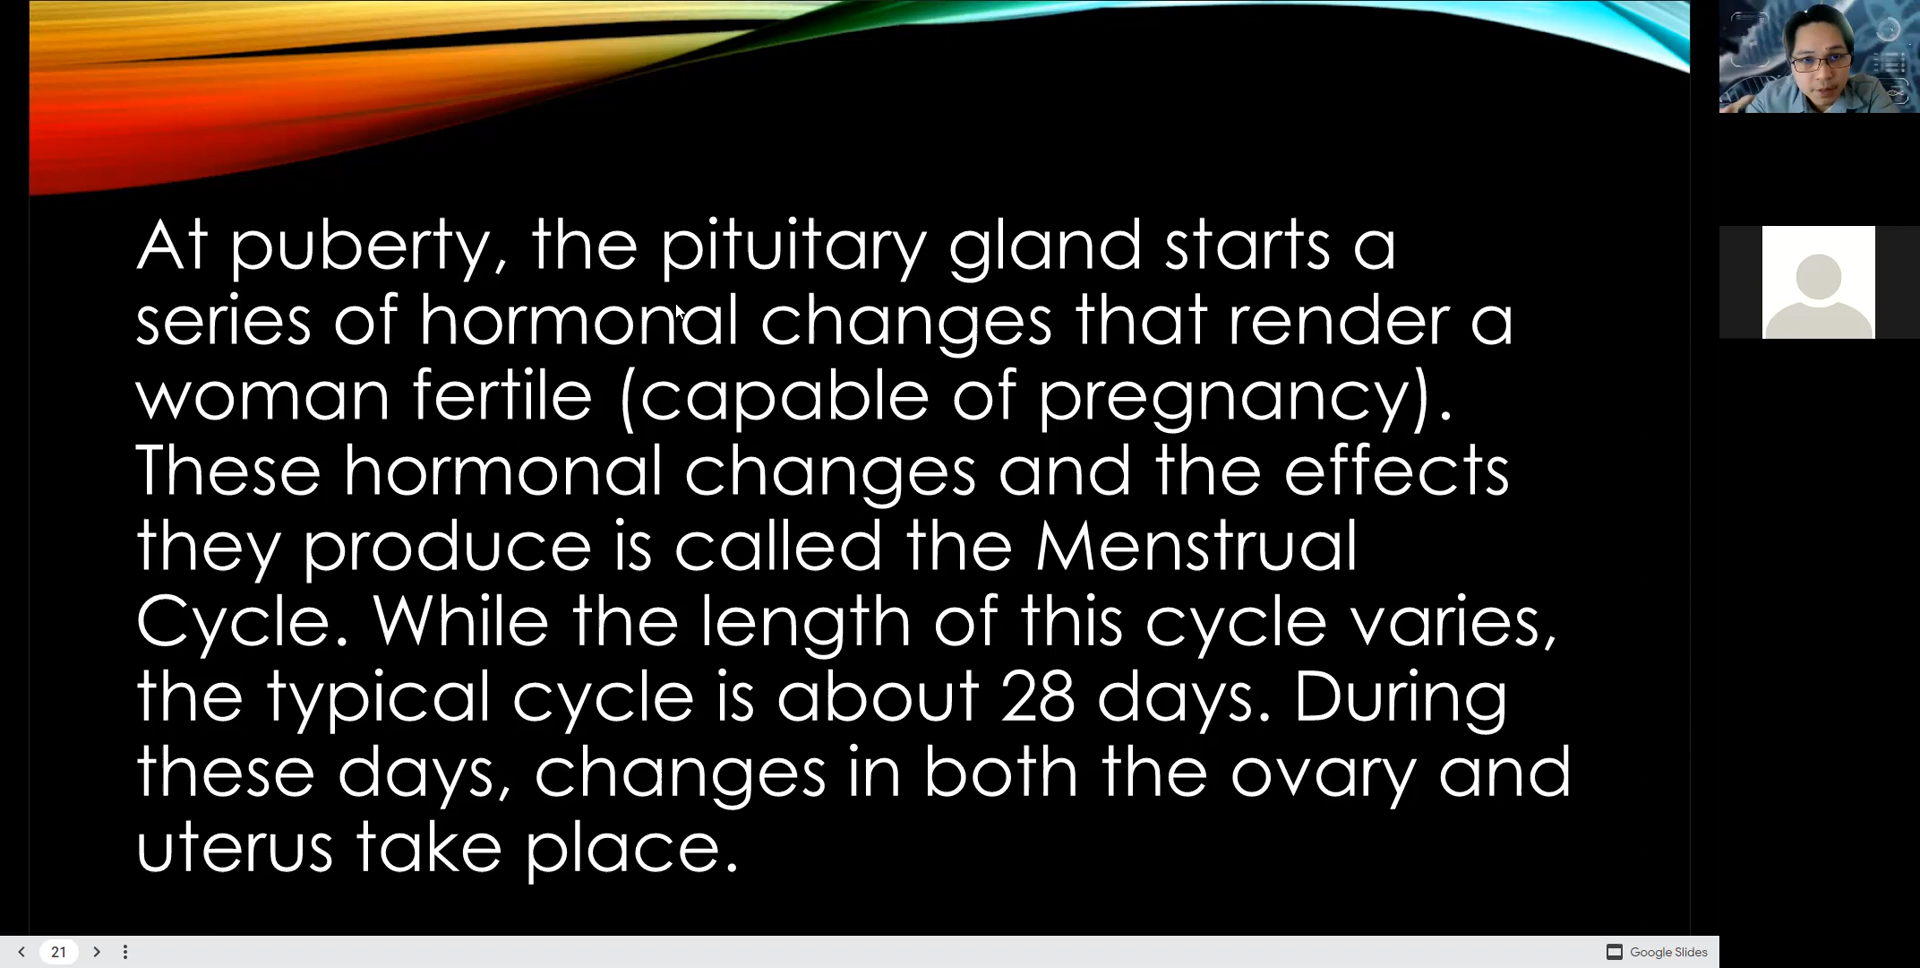 At puberty, the pituitary gland starts a
series of hormonal changes that render a
woman fertile (capable of pregnancy).
These hormonal changes and the effects
they produce is called the Menstrual
Cycle. While the length of this cycle varies,
the typical cycle is about 28 days. During
these days, changes in both the ovary and
uterus take place.
21
Google Slides